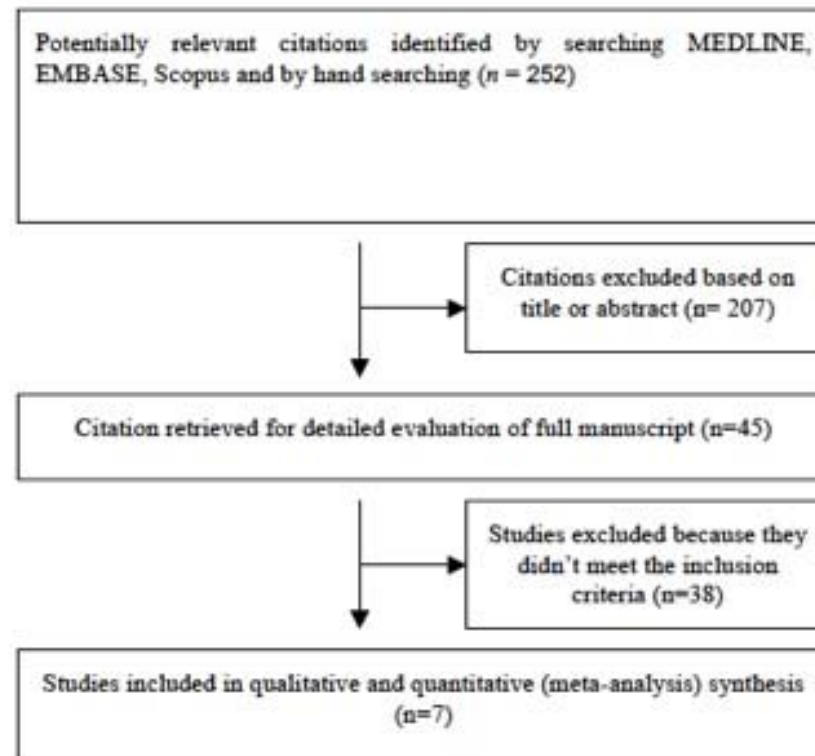 Potentially relevant citations identified by searching MEDLINE,
EMBASE, Scopus and by hand searching (n = 252)
Citations excluded based on
title or abstract (n= 207)
Citation retrieved for detailed evaluation of full manuscript (n=45)
Studies excluded because they
didn't meet the inclusion
criteria (n=38)
Studies included in qualitative and quantitative (meta-analysis) synthesis
(n=7)